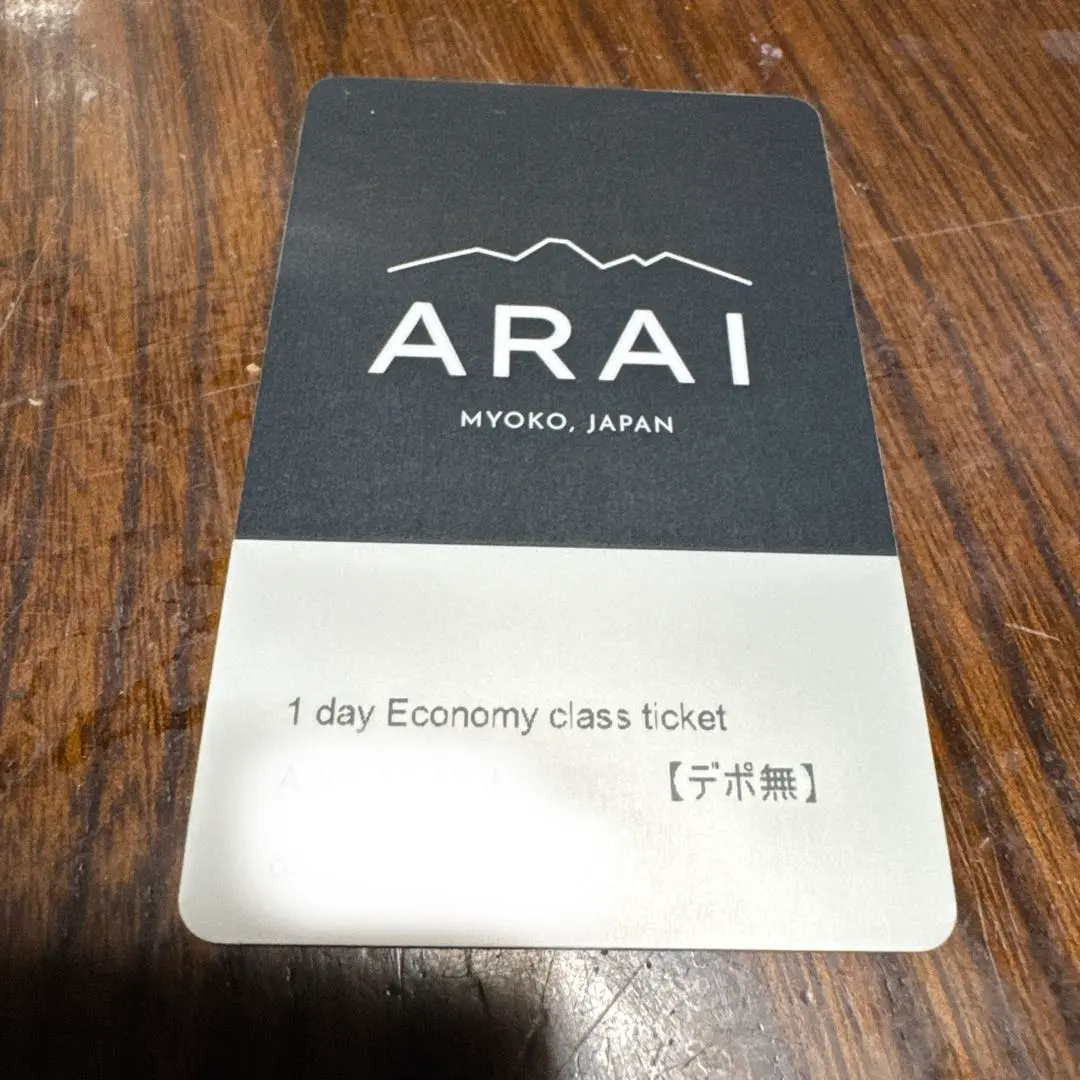 ARAI
MYOKO, JAPAN
1 day Economy class ticket
【デポ無】